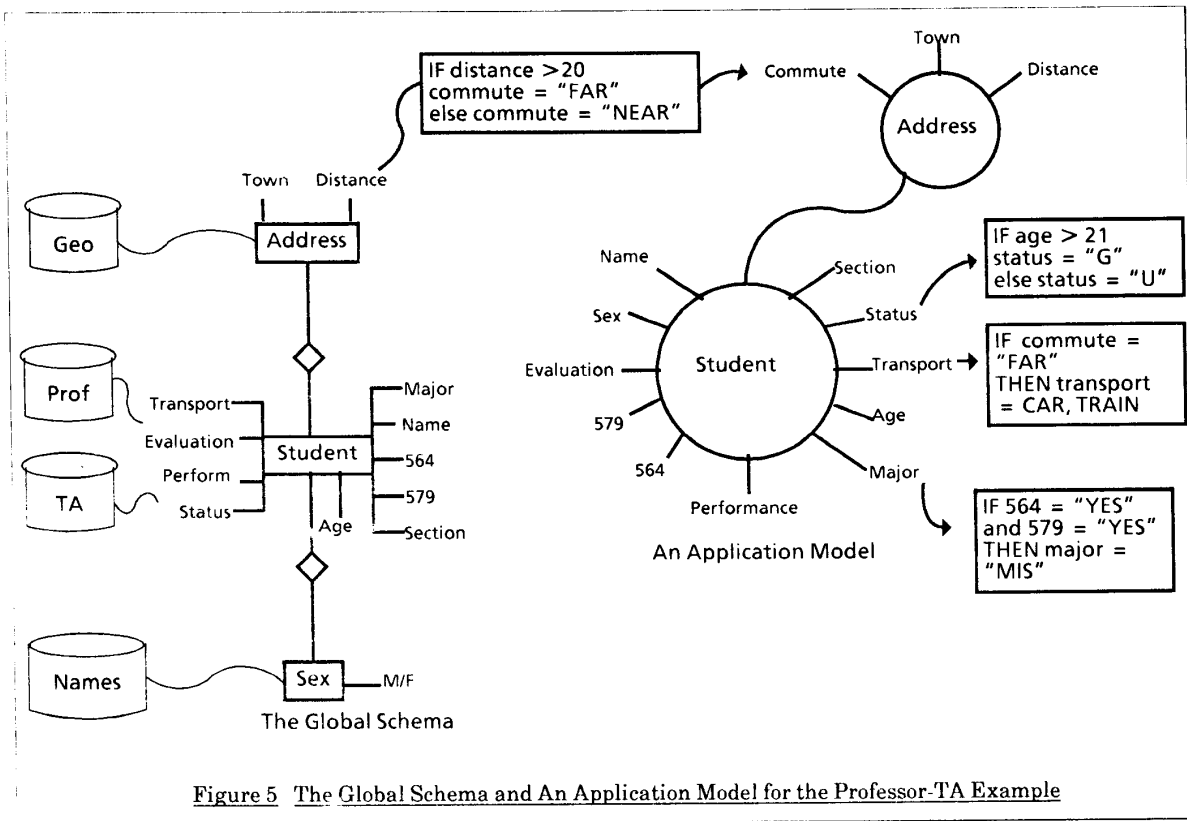 Town
Commute
Distance
Address
IF distance >20
commute = "FAR"
else commute = "NEAR"
Town
Distance
Geo
Address
Prof
Transport
Evaluation
TA
Perform
Status
Student
Age
Major
Name
564
579
Section
Names
Sex
M/F
The Global Schema
Name
Section
Sex
Status
Evaluation
Student
Transport
579
Age
564
Major
Performance
An Application Model
IF age > 21
status = "G"
else status = "U"
IF commute =
"FAR"
THEN transport
= CAR, TRAIN
IF 564 = "YES"
and 579 = "YES"
THEN major =
"MIS"
Figure 5 The Global Schema and An Application Model for the Professor-TA Example